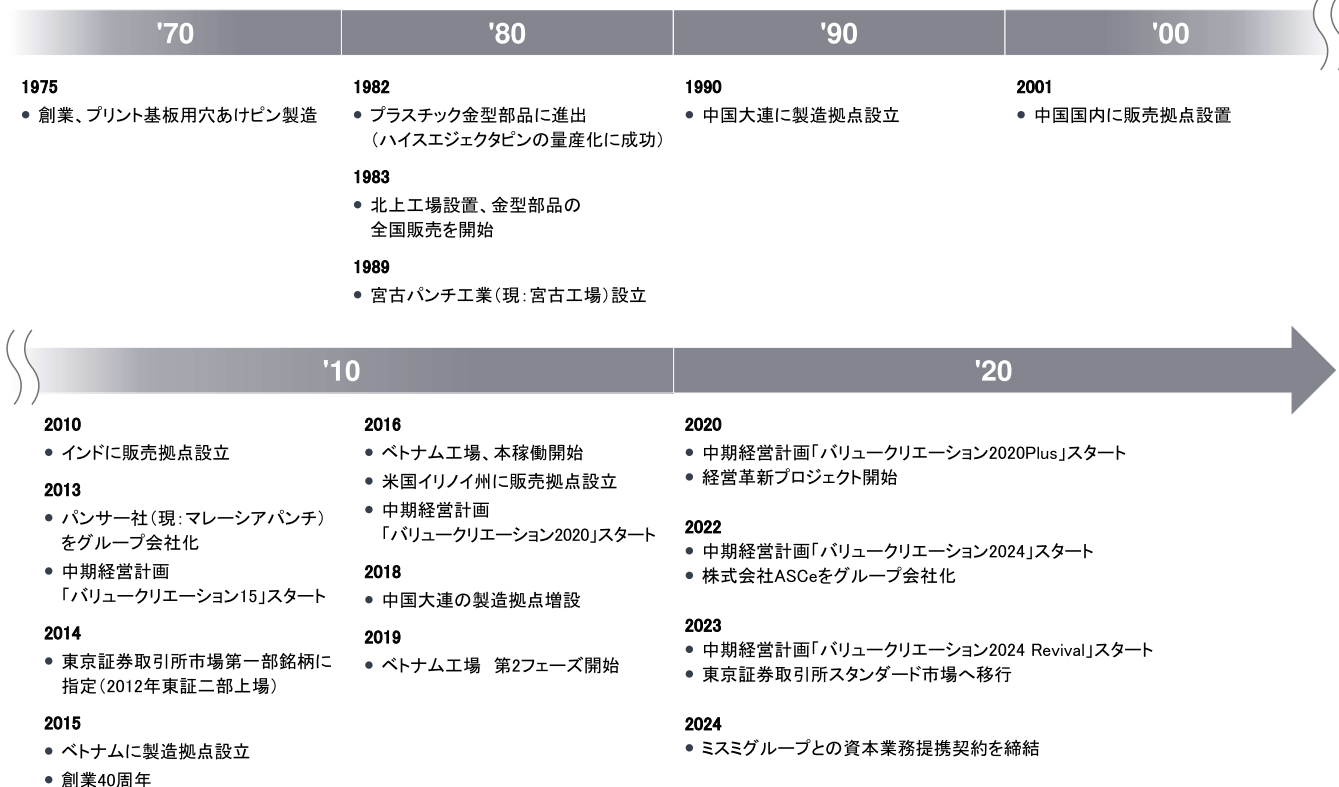 '70
'80
'90
'00
1975
● 創業、プリント基板用穴あけピン製造
1982
● プラスチック金型部品に進出
（ハイスエジェクタピンの量産化に成功）
1983
● 北上工場設置、金型部品の
全国販売を開始
1989
● 宮古パンチ工業（現：宮古工場）設立
1990
● 中国大連に製造拠点設立
2001
● 中国国内に販売拠点設置
'10
'20
2010
● インドに販売拠点設立
2013
● パンサー社（現：マレーシアパンチ）
をグループ会社化
● 中期経営計画
「バリュークリエーション15」スタート
2014
● 東京証券取引所市場第一部銘柄に
指定（2012年東証二部上場）
2015
● ベトナムに製造拠点設立
● 創業40周年
2016
● ベトナム工場、本稼働開始
● 米国イリノイ州に販売拠点設立
● 中期経営計画
「バリュークリエーション2020」スタート
2018
● 中国大連の製造拠点増設
2019
● ベトナム工場　第2フェーズ開始
2020
● 中期経営計画「バリュークリエーション2020Plus」スタート
● 経営革新プロジェクト開始
2022
● 中期経営計画「バリュークリエーション2024」スタート
● 株式会社ASCeをグループ会社化
2023
● 中期経営計画「バリュークリエーション2024 Revival」スタート
● 東京証券取引所スタンダード市場へ移行
2024
● ミスミグループとの資本業務提携契約を締結